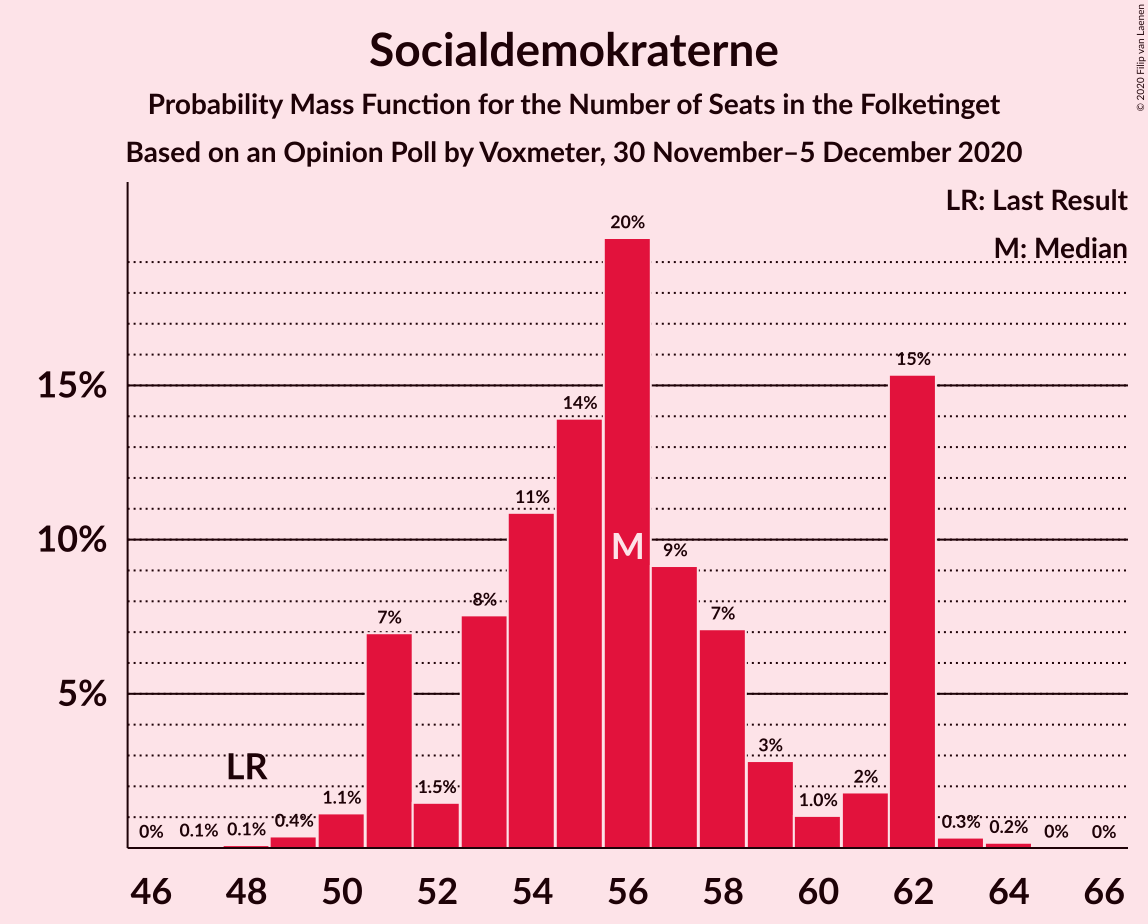 Socialdemokraterne
Probability Mass Function for the Number of Seats in the Folketinget
Based on an Opinion Poll by Voxmeter, 30 November–5 December 2020
© 2020 Filip van Laenen
LR: Last Result
M: Median
20%
15%
15%
14%
11%
10%
M
9%
8%
7%
7%
5%
LR
3%
2%
1.5%
1.1%
1.0%
0.4%
0.3%
0.2%
0%
0.1%
0.1%
0%
0%
46 48 50 52 54 56 58 60 62 64 66